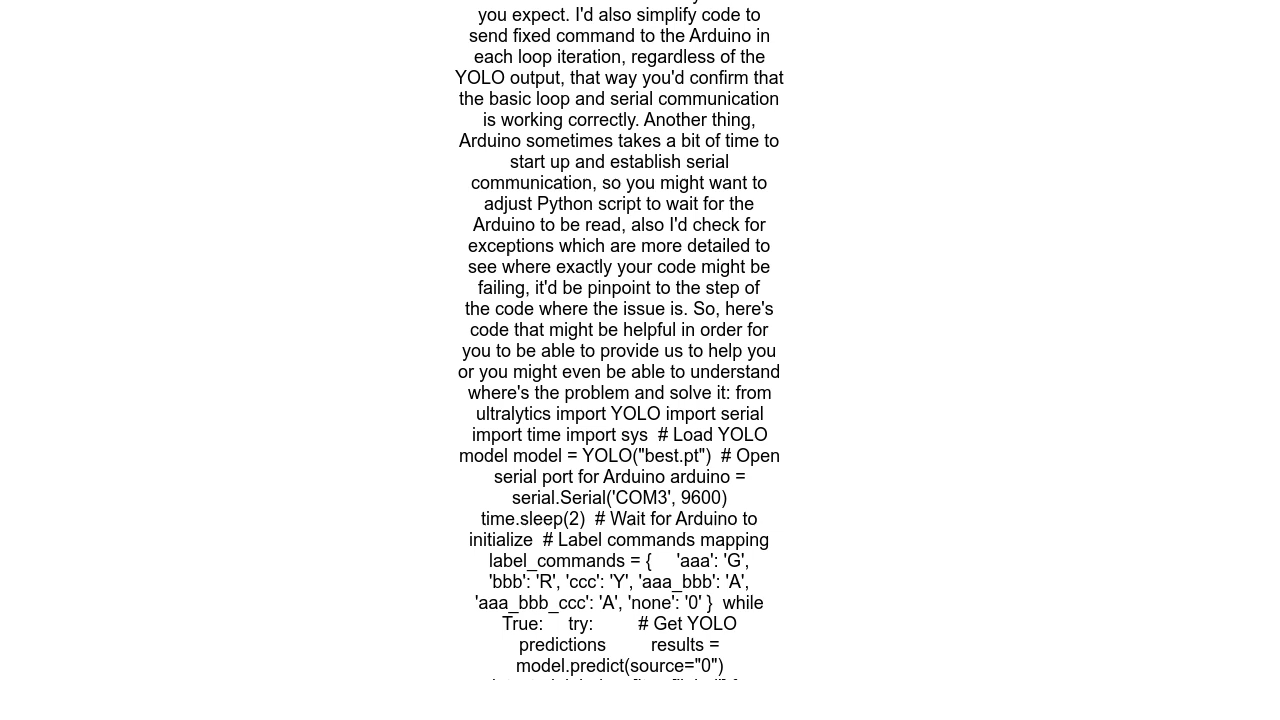 you expect. I'd also simplify code to
send fixed command to the Arduino in
each loop iteration, regardless of the
YOLO output, that way you'd confirm that
the basic loop and serial communication
is working correctly. Another thing,
Arduino sometimes takes a bit of time to
start up and establish serial
communication, so you might want to
adjust Python script to wait for the
Arduino to be read, also I'd check for
exceptions which are more detailed to
see where exactly your code might be
failing, it'd be pinpoint to the step of
the code where the issue is. So, here's
code that might be helpful in order for
you to be able to provide us to help you
or you might even be able to understand
where's the problem and solve it: from
ultralytics import YOLO import serial
import time import sys  # Load YOLO
model model = YOLO("best.pt")  # Open
serial port for Arduino arduino =
serial.Serial('COM3', 9600)
time.sleep(2)  # Wait for Arduino to
initialize  # Label commands mapping
label_commands = {     'aaa': 'G',
'bbb': 'R', 'ccc': 'Y', 'aaa_bbb': 'A',
'aaa_bbb_ccc': 'A', 'none': '0' }  while
True:     try:         # Get YOLO
predictions         results =
model.predict(source="0")